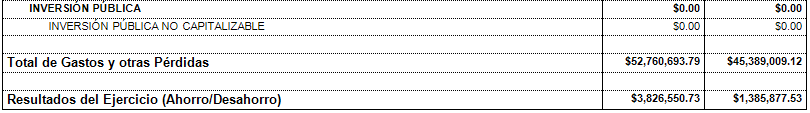 INVERSIÓN PÚBLICA $0.00 $0.00
INVERSIÓN PÚBLICA NO CAPITALIZABLE $0.00 $0.00
Total de Gastos y otras Pérdidas $52,760,693.79 $45,389,009.12
Resultados del Ejercicio (Ahorro/Desahorro) $3,826,550.73 $1,385,877.53